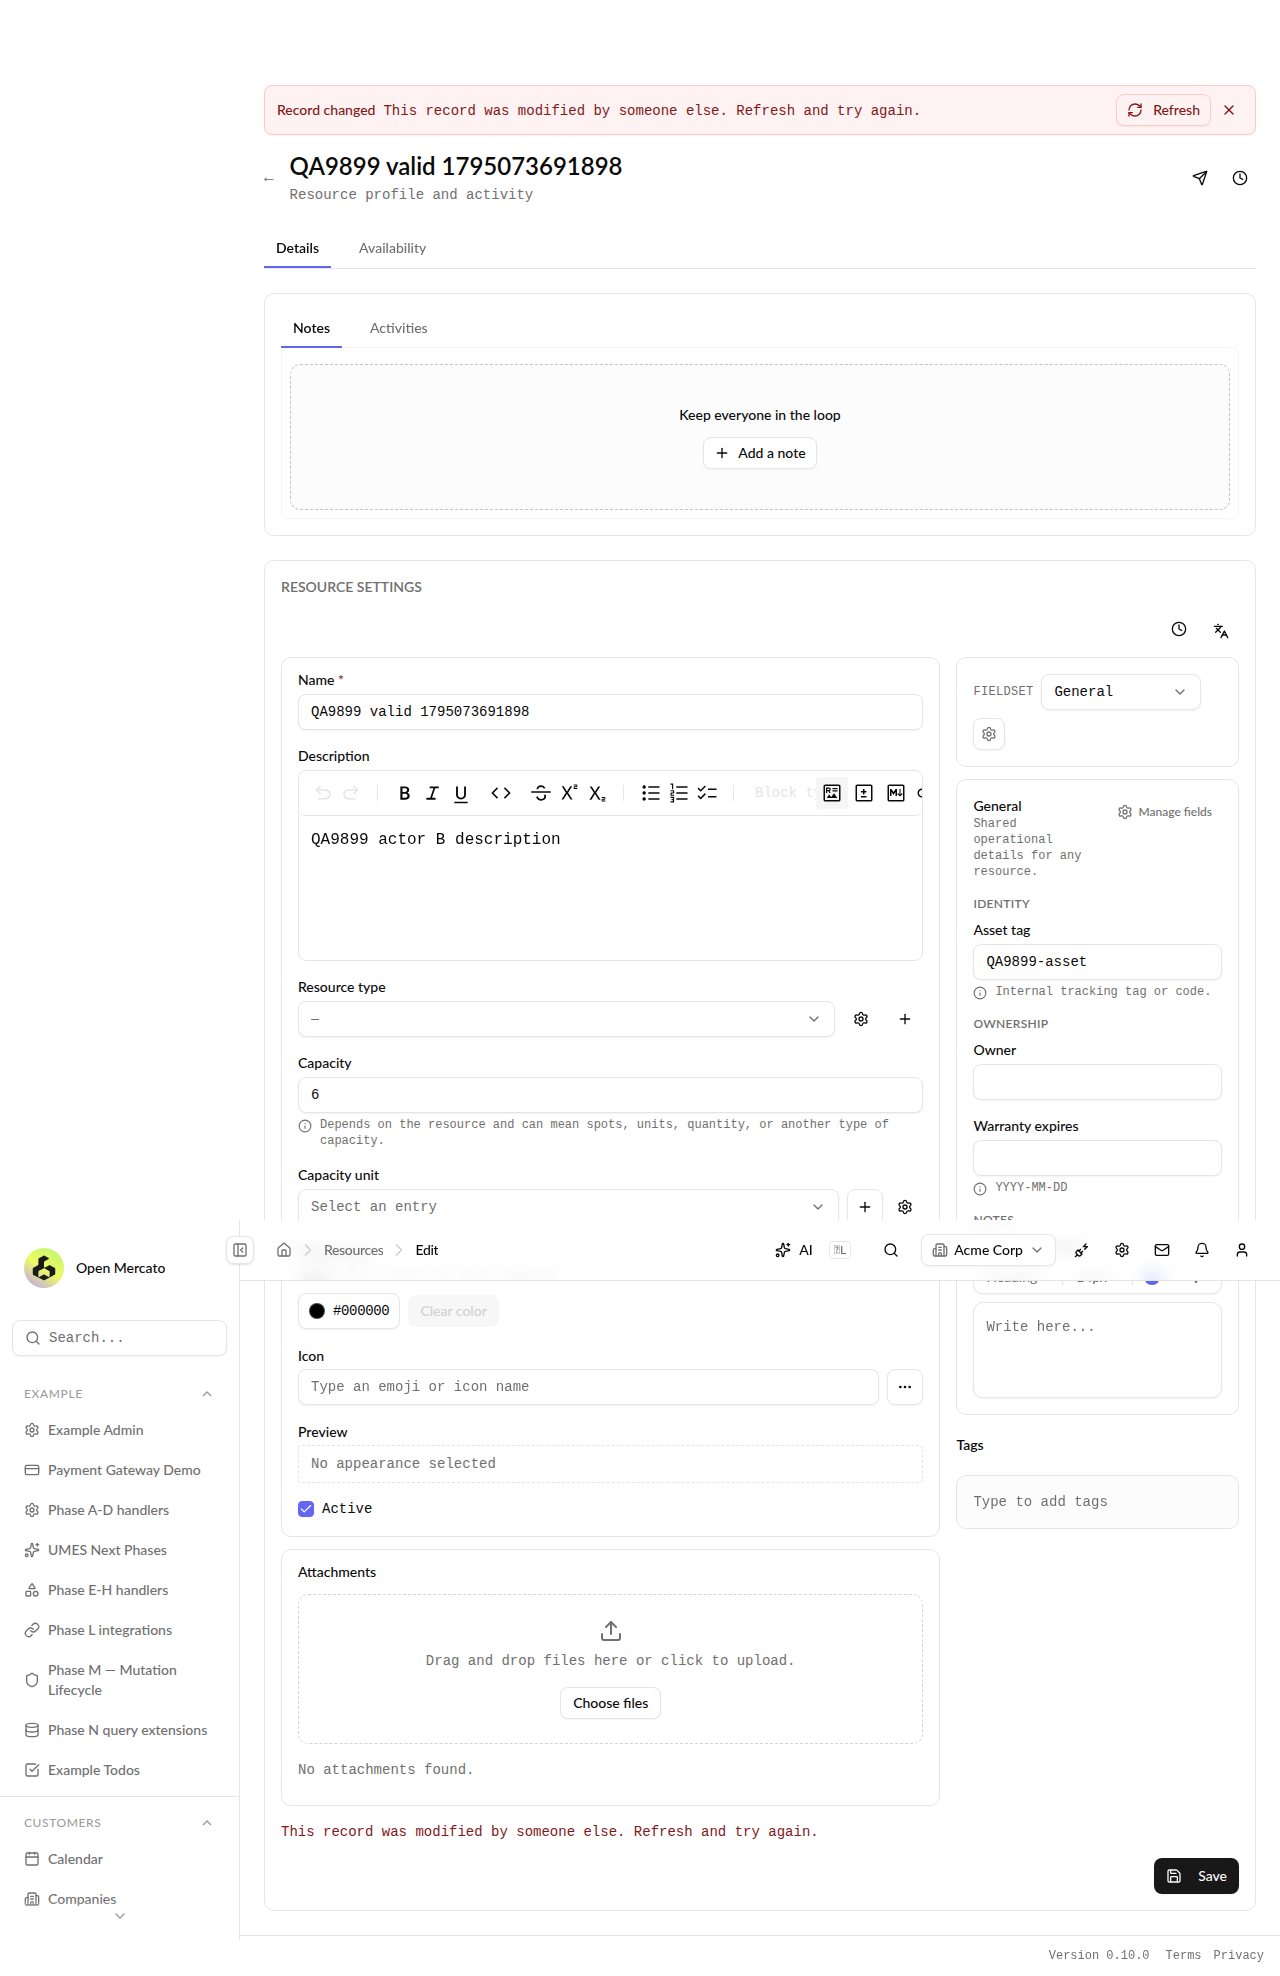 Record changed This record was modified by someone else. Refresh and try again.
Refresh
← QA9899 valid 1795073691898
Resource profile and activity
Details
Availability
Notes
Activities
Keep everyone in the loop
Add a note
RESOURCE SETTINGS
Name *
QA9899 valid 1795073691898
Description
QA9899 actor B description
Resource type
—
Capacity
6
Depends on the resource and can mean spots, units, quantity, or another type of
capacity.
Capacity unit
Select an entry
FIELDSET
General
General
Manage fields
Shared
operational
details for any
resource.
IDENTITY
Asset tag
QA9899-asset
Internal tracking tag or code.
OWNERSHIP
Owner
Warranty expires
YYYY-MM-DD
NOTES
Open Mercato
Resources
Edit
AI
Acme Corp
Search...
EXAMPLE
Example Admin
Payment Gateway Demo
Phase A-D handlers
UMES Next Phases
Phase E-H handlers
Phase L integrations
Phase M — Mutation
Lifecycle
Phase N query extensions
Example Todos
CUSTOMERS
Calendar
Companies
#000000
Clear color
Icon
Type an emoji or icon name
Preview
No appearance selected
Active
Write here...
Tags
Type to add tags
Attachments
Drag and drop files here or click to upload.
Choose files
No attachments found.
This record was modified by someone else. Refresh and try again.
Save
Version 0.10.0
Terms
Privacy